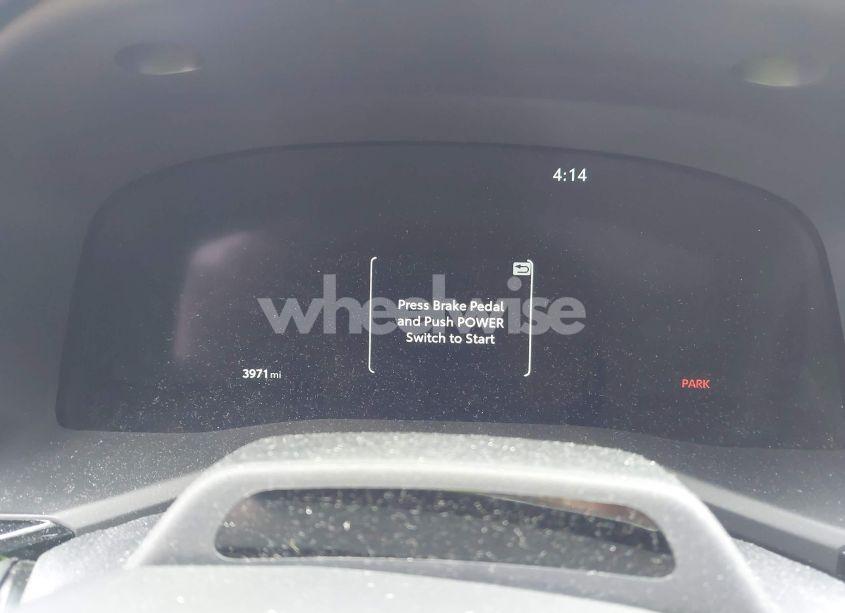 4:14
wheelwise
Press Brake Pedal
and Push POWER
Switch to Start
3971 mi
PARK